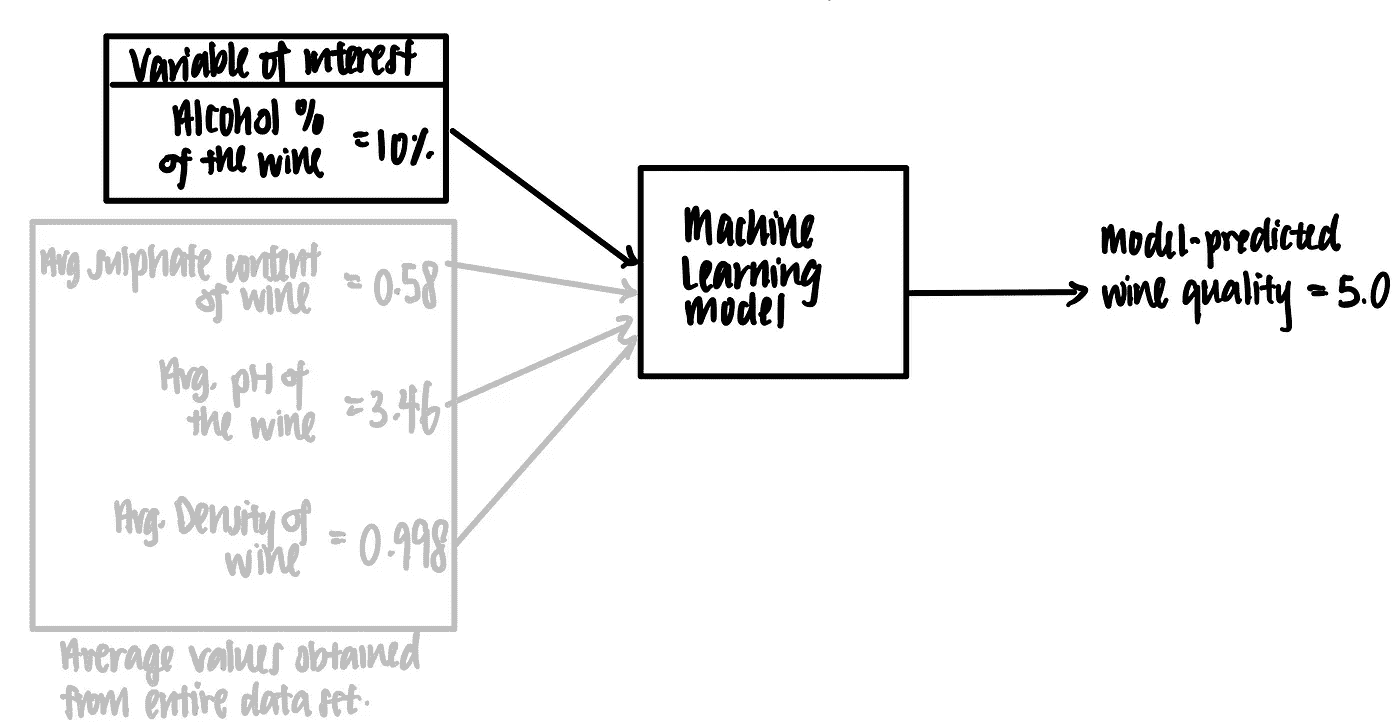 Variable of interest
Alcohol %
of the wine = 10%
Avg sulphate content
of wine = 0.58
Avg. pH of
the wine = 3.46
Avg. Density of
wine = 0.998
Average values obtained
from entire data set.
Machine
Learning
model
Model-predicted
wine quality = 5.0